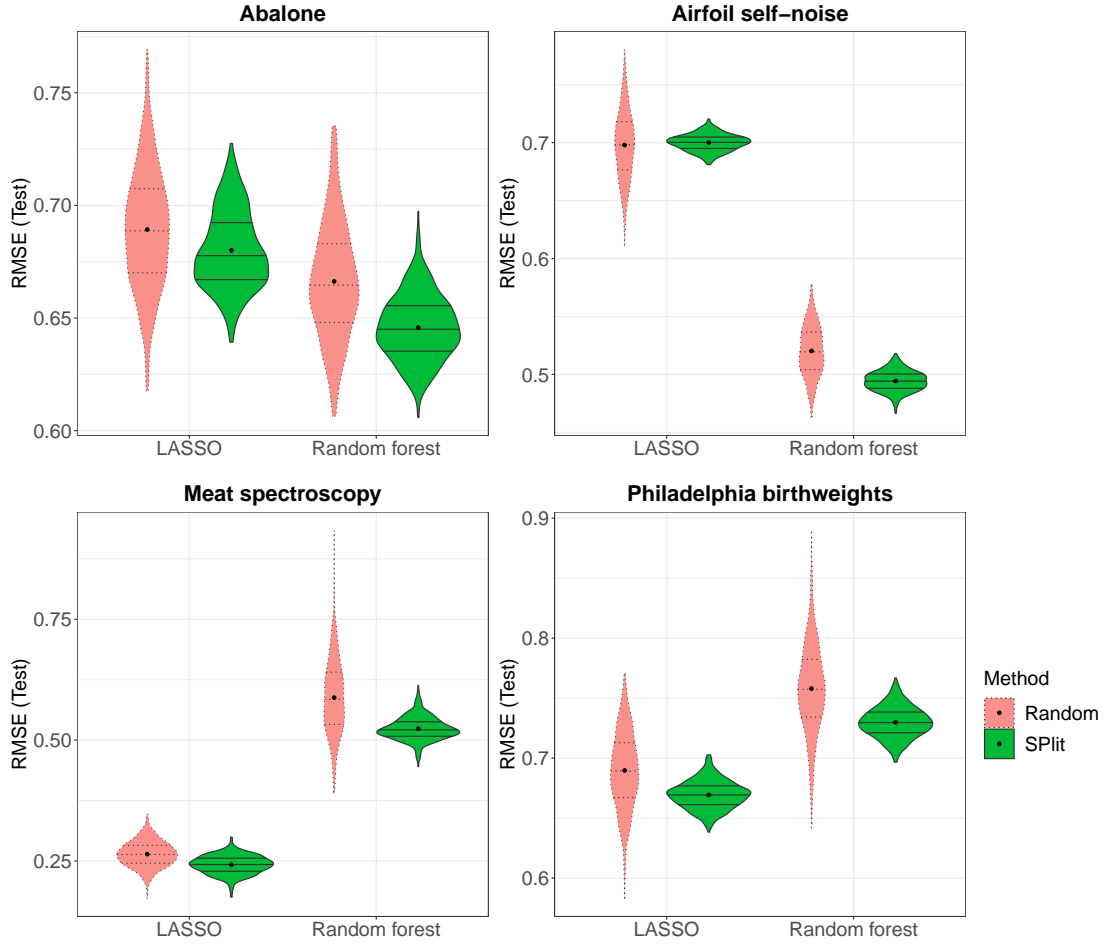 Abalone
RMSE (Test)
0.75
0.70
0.65
0.60
LASSO
Random forest
Airfoil self−noise
RMSE (Test)
0.7
0.6
0.5
LASSO
Random forest
Meat spectroscopy
RMSE (Test)
0.75
0.50
0.25
LASSO
Random forest
Philadelphia birthweights
RMSE (Test)
0.9
0.8
0.7
0.6
LASSO
Random forest
Method
Random
SPlit